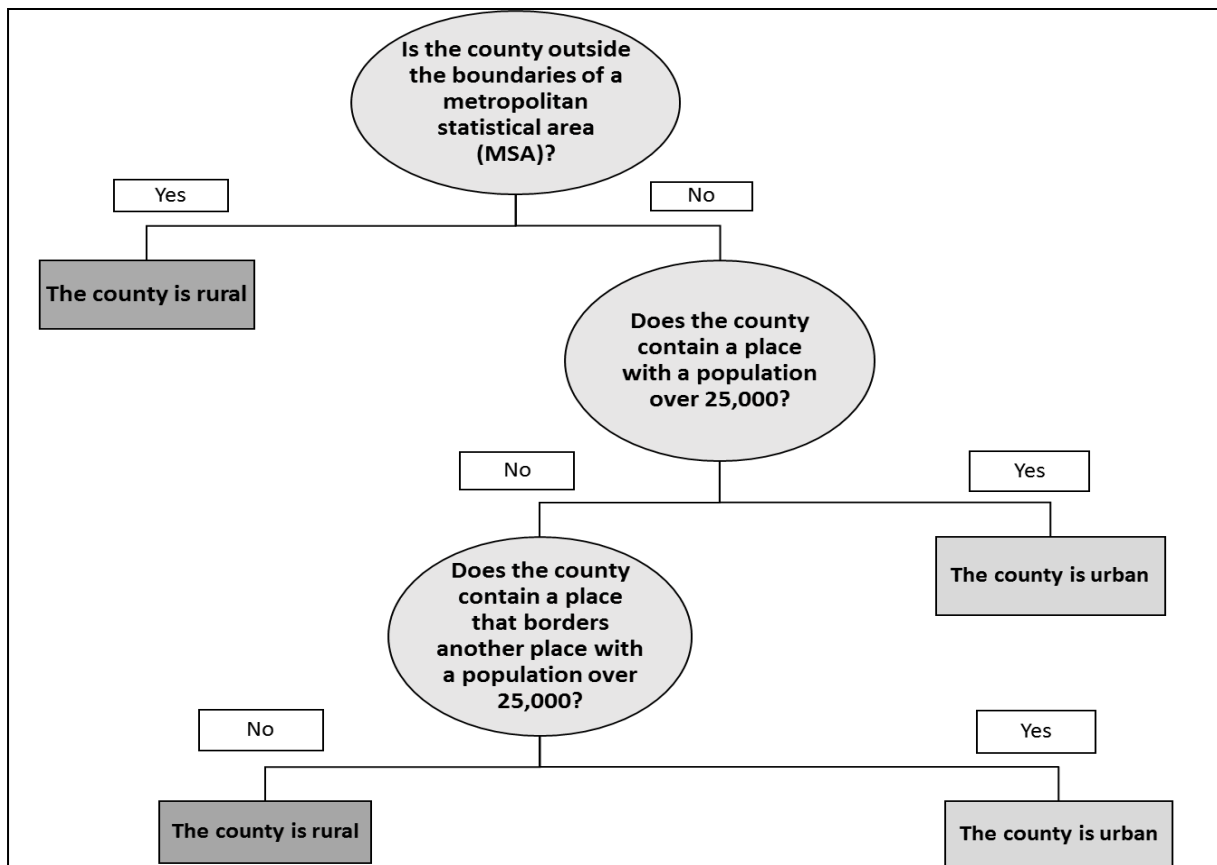 Is the county outside
the boundaries of a
metropolitan
statistical area
(MSA)?
Yes
No
The county is rural
Does the county
contain a place
with a population
over 25,000?
No
Yes
Does the county
contain a place
that borders
another place with
a population over
25,000?
The county is urban
No
Yes
The county is rural
The county is urban